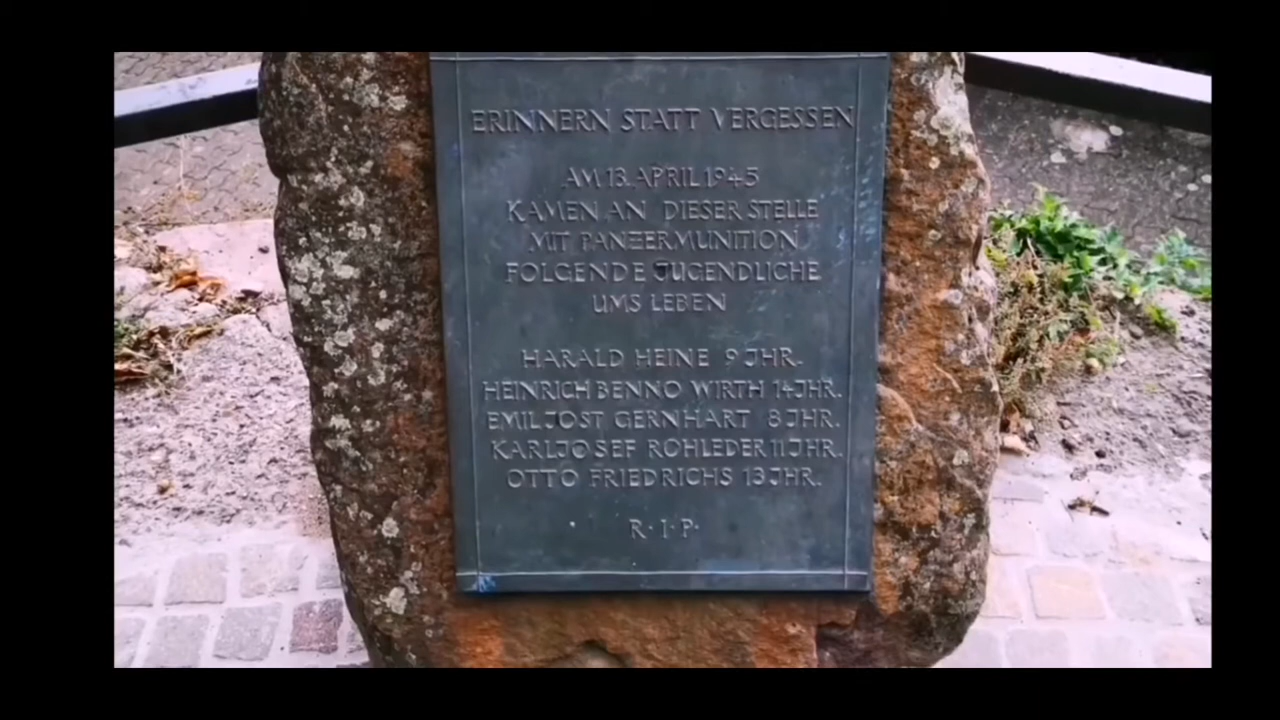 ERINNERN STATT VERGESSEN
AM 13. APRIL 1945
KAMEN AN DIESER STELLE
MIT PANZERMUNITION
FOLGENDE JUGENDLICHE
UMS LEBEN
HARALD HEINE 9 JHR.
HEINRICH BENNO WIRTH 14 JHR.
EMIL JOST GERNHART 8 JHR.
KARL JOSEF ROHLEDER 11 JHR.
OTTO FRIEDRICHS 13 JHR.
R · I · P ·